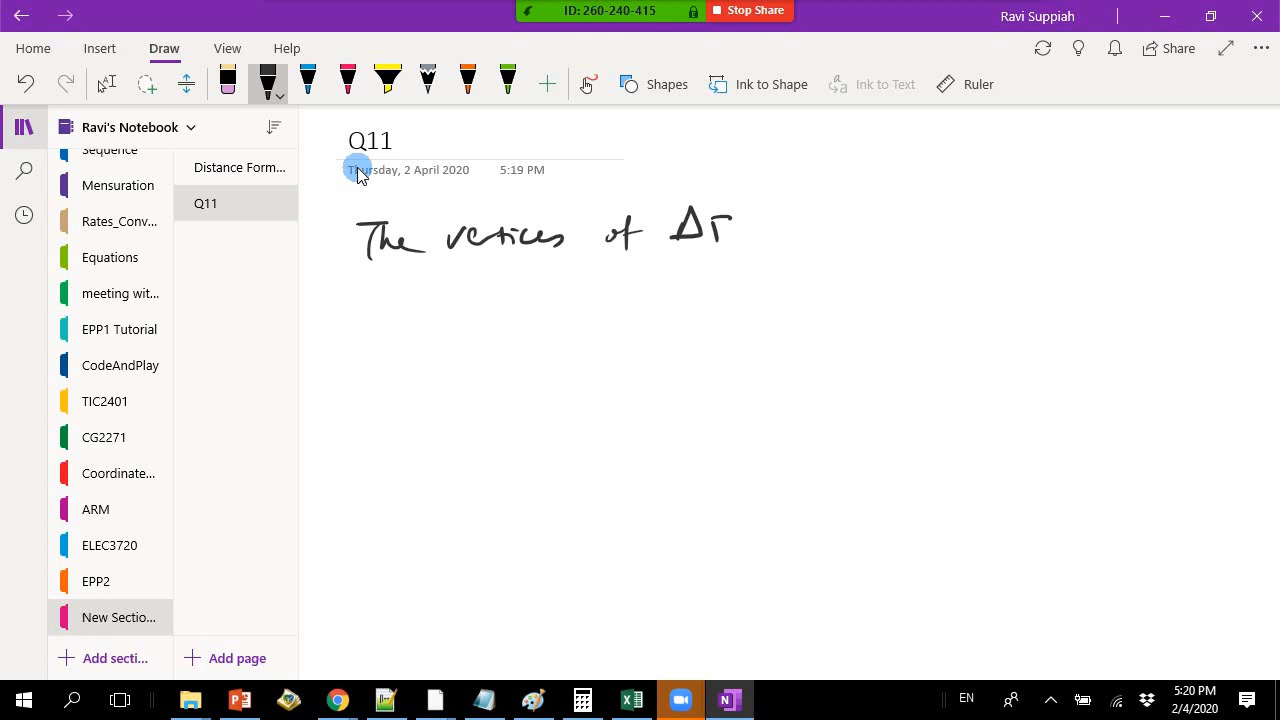 ID: 260-240-415
Stop Share
Ravi Suppiah
Home
Insert
Draw
View
Help
Share
Shapes
Ink to Shape
Ink to Text
Ruler
Ravi's Notebook
Sequence
Mensuration
Rates_Conv...
Equations
meeting wit...
EPP1 Tutorial
CodeAndPlay
TIC2401
CG2271
Coordinate...
ARM
ELEC3720
EPP2
New Sectio...
Add secti...
Distance Form...
Q11
Add page
Q11
Thursday, 2 April 2020 5:19 PM
The vertices of Δ
EN
5:20 PM
2/4/2020